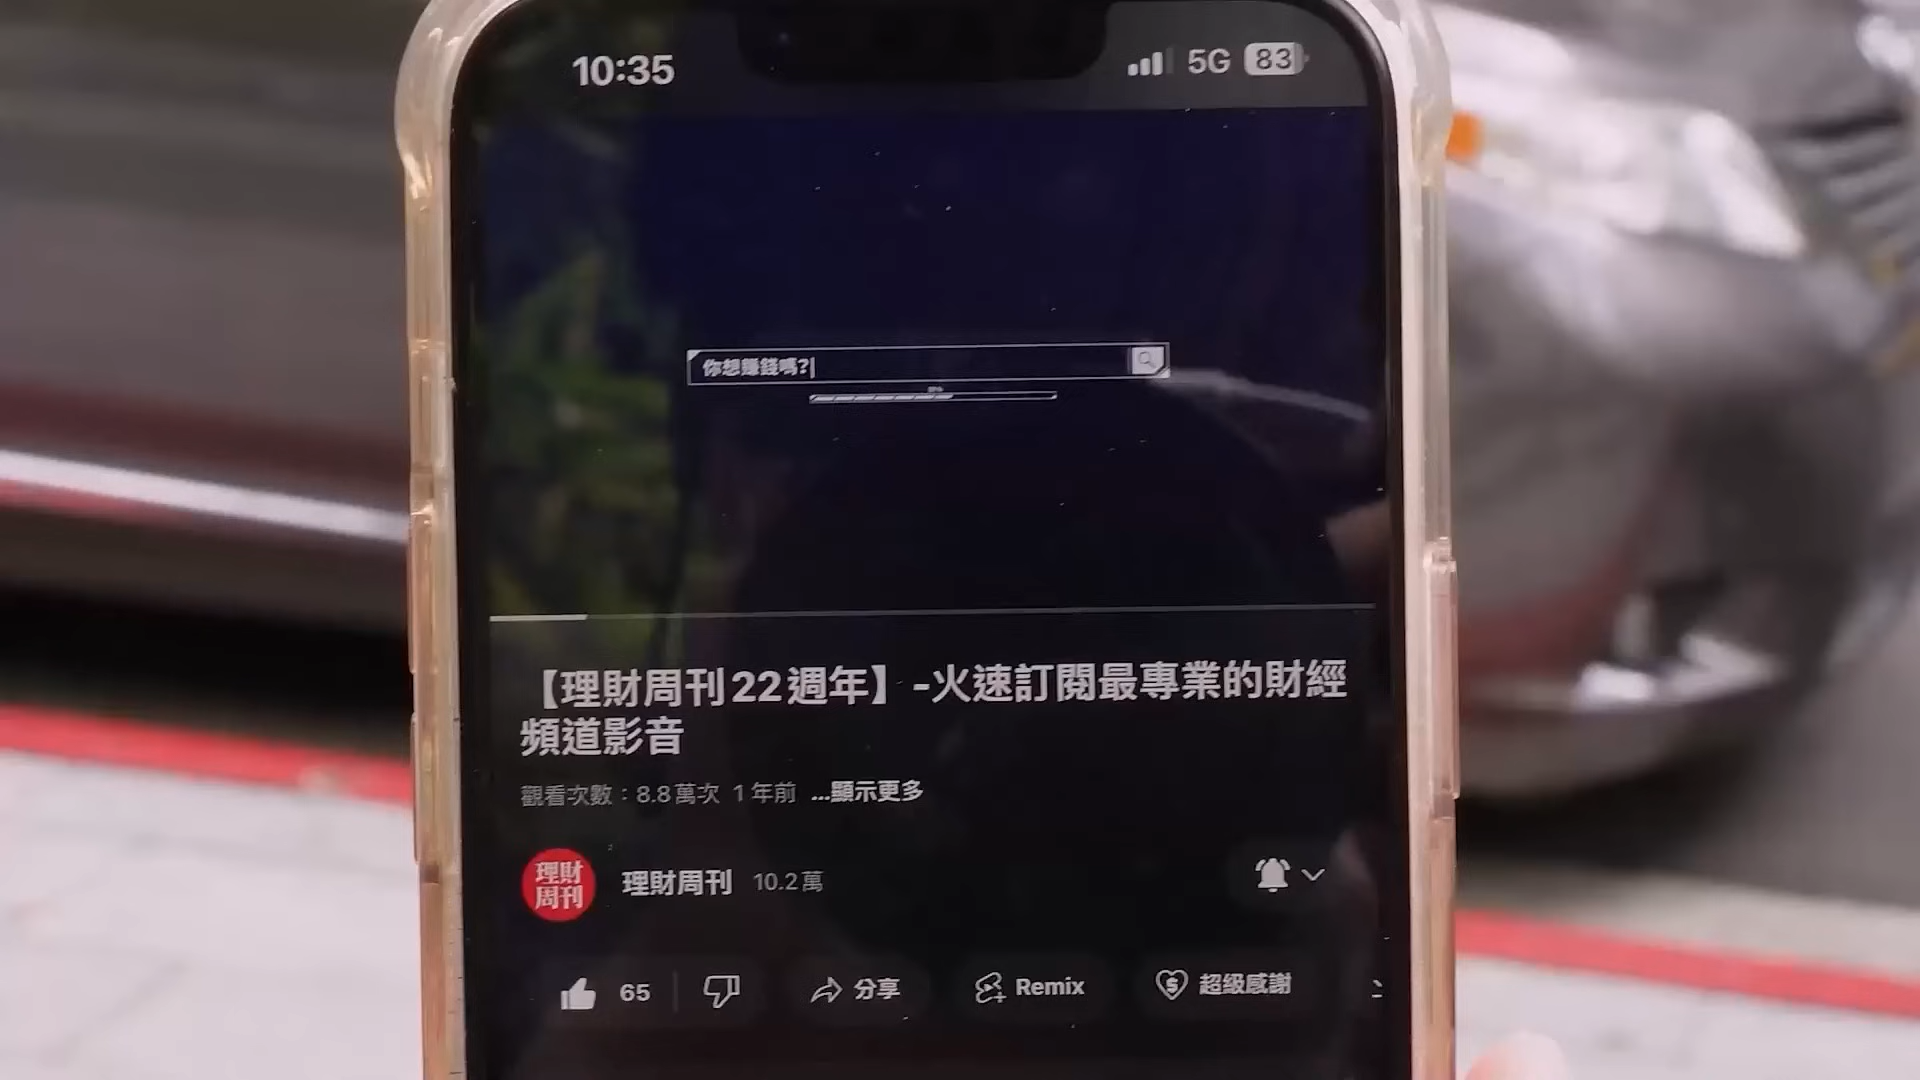 10:35
5G 83
你想賺錢嗎?
【理財周刊22週年】-火速訂閱最專業的財經
頻道影音
觀看次數：8.8萬次 1年前 ...顯示更多
理財
周刊
理財周刊 10.2萬
65 分享 Remix 超級感謝